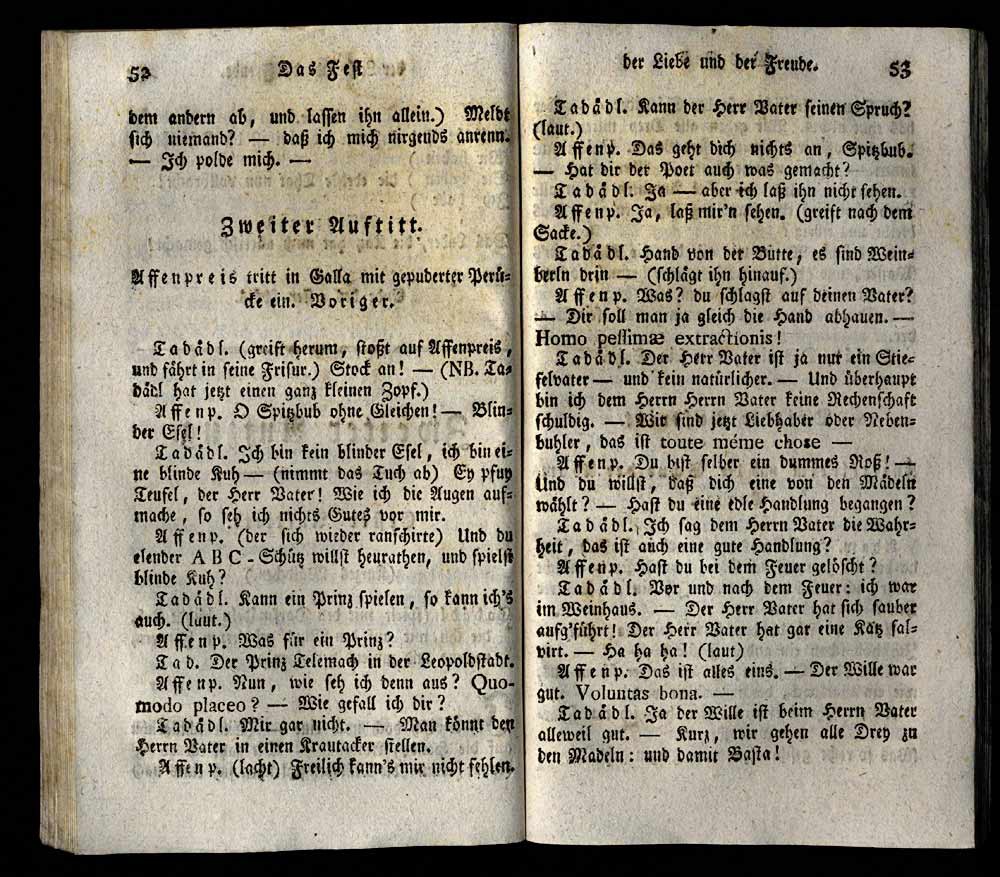 52
Das Fest
dem andern ab, und lassen ihn allein.) Meldt
sich niemand? — daß ich mich nirgends anrenn.
— Ich polde mich. —
Zweiter Auftitt.
Affenpreis tritt in Galla mit gepuderter Perü-
cke ein. Voriger.
Tadädl. (greift herum, stoßt auf Affenpreis,
und fährt in seine Frisur.) Stock an! — (NB. Ta-
dädl hat jetzt einen ganz kleinen Zopf.)
Affenp. O Spitzbub ohne Gleichen! — Blin-
der Esel!
Tadädl. Ich bin kein blinder Esel, ich bin ei-
ne blinde Kuh — (nimmt das Tuch ab) Ey pfuy
Teufel, der Herr Vater! Wie ich die Augen auf-
mache, so seh ich nichts Gutes vor mir.
Affenp. (der sich wieder ranschirte) Und du
elender ABC-Schütz willst heurathen, und spielst
blinde Kuh?
Tadädl. Kann ein Prinz spielen, so kann ich's
auch. (laut.)
Affenp. Was für ein Prinz?
Tad. Der Prinz Telemach in der Leopoldstadt.
Affenp. Nun, wie seh ich denn aus? Quo-
modo placeo? — Wie gefall ich dir?
Tadädl. Mir gar nicht. — Man könnt den
Herrn Vater in einen Krautacker stellen.
Affenp. (lacht) Freilich kann's mir nicht fehlen.
der Liebe und der Freude.
53
Tadädl. Kann der Herr Vater seinen Spruch?
(laut.)
Affenp. Das geht dich nichts an, Spitzbub.
— Hat dir der Poet auch was gemacht?
Tadädl. Ja — aber ich laß ihn nicht sehen.
Affenp. Ja, laß mir'n sehen. (greift nach dem
Sacke.)
Tadädl. Hand von der Butte, es sind Wein-
berln drin — (schlägt ihn hinauf.)
Affenp. Was? du schlagst auf deinen Vater?
— Dir soll man ja gleich die Hand abhauen. —
Homo pessimæ extractionis!
Tadädl. Der Herr Vater ist ja nur ein Stie-
felvater — und kein natürlicher. — Und überhaupt
bin ich dem Herrn Herrn Vater keine Rechenschaft
schuldig. — Wir sind jetzt Liebhaber oder Neben-
buhler, das ist toute méme chose —
Affenp. Du bist selber ein dummes Roß! —
Und du willst, daß dich eine von den Mädeln
wählt? — Hast du eine edle Handlung begangen?
Tadädl. Ich sag dem Herrn Vater die Wahr-
heit, das ist auch eine gute Handlung?
Affenp. Hast du bei dem Feuer gelöscht?
Tadädl. Vor und nach dem Feuer: ich war
im Weinhaus. — Der Herr Vater hat sich sauber
aufg'führt! Der Herr Vater hat gar eine Kätz sal-
virt. — Ha ha ha! (laut)
Affenp. Das ist alles eins. — Der Wille war
gut. Voluntas bona. —
Tadädl. Ja der Wille ist beim Herrn Vater
alleweil gut. — Kurz, wir gehen alle Drey zu
den Madeln: und damit Basta!